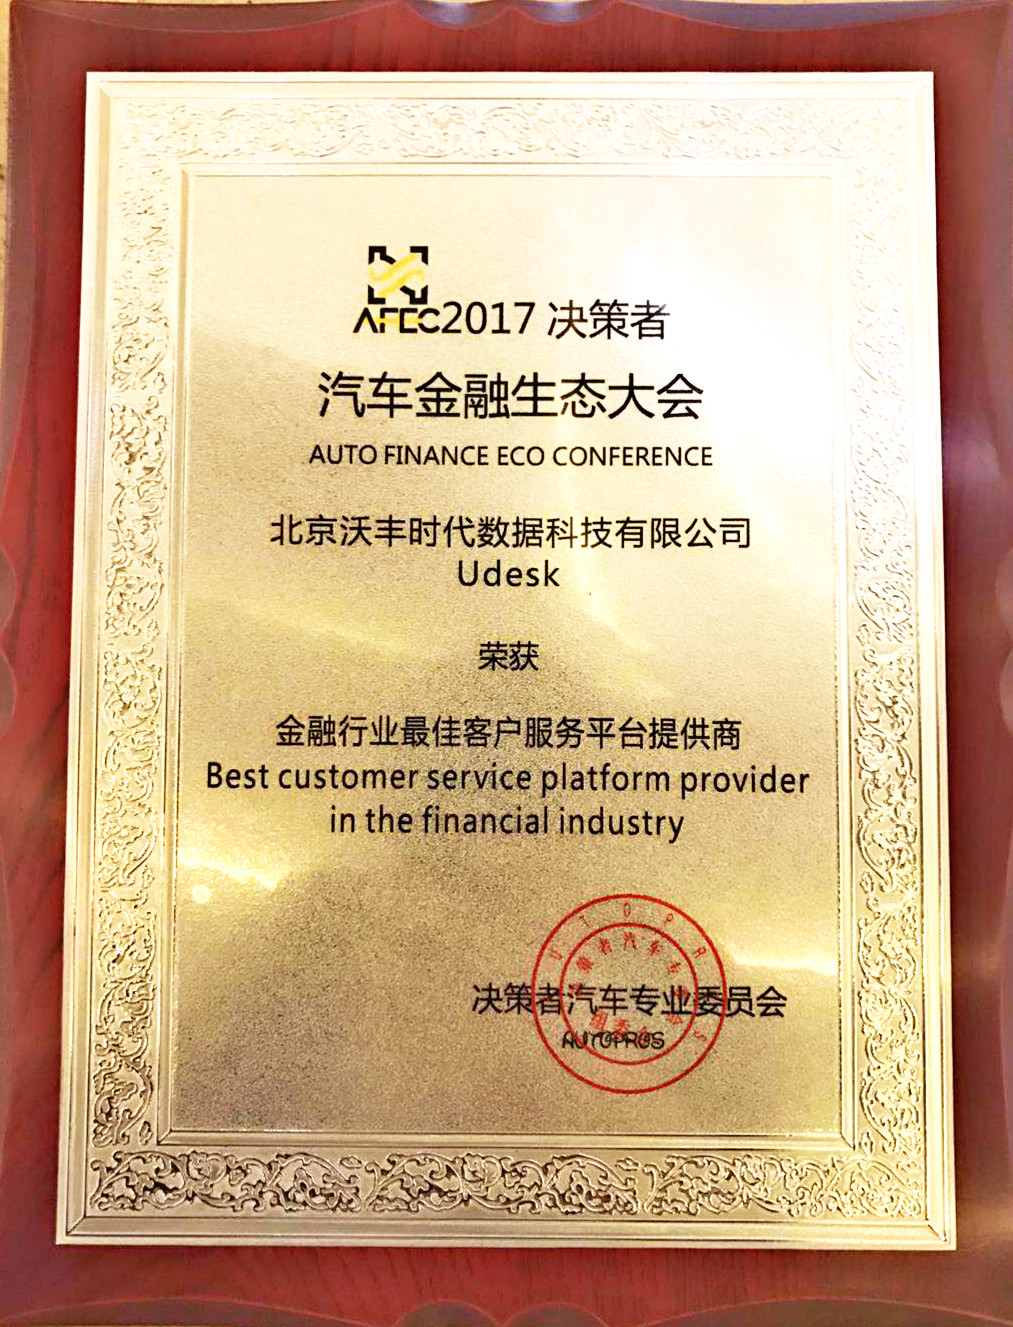 AFEC2017 决策者
汽车金融生态大会
AUTO FINANCE ECO CONFERENCE
北京沃丰时代数据科技有限公司
Udesk
荣获
金融行业最佳客户服务平台提供商
Best customer service platform provider
in the financial industry
决策者汽车专业委员会
AUTOPROS